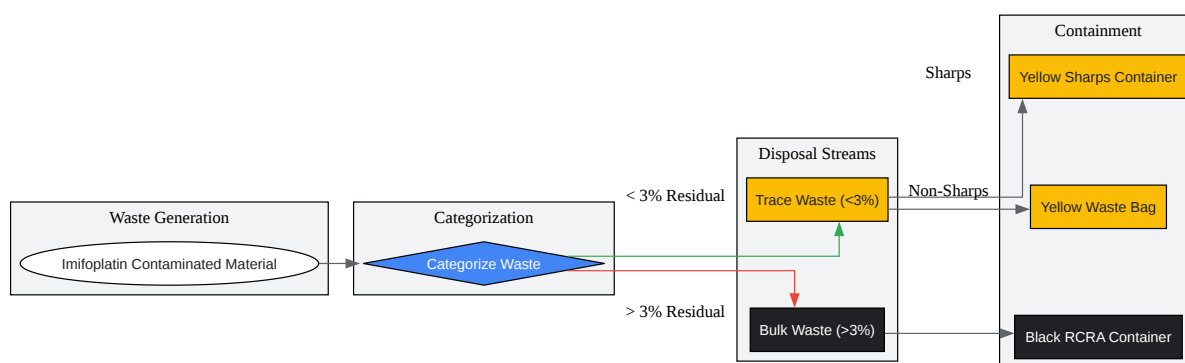 Containment
Sharps
Yellow Sharps Container
Disposal Streams
< 3% Residual
Trace Waste (<3%)
Non-Sharps
Yellow Waste Bag
Waste Generation
Categorization
Imifoplatin Contaminated Material
Categorize Waste
> 3% Residual
Bulk Waste (>3%)
Black RCRA Container